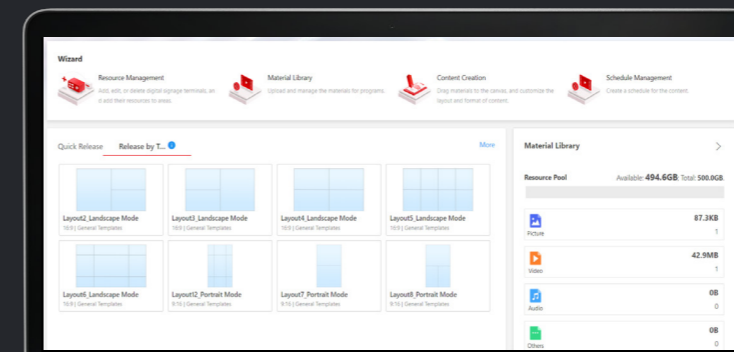 Wizard
Resource Management
Add, edit, or delete digital signage terminals, an
d add their resources to areas.
Material Library
Upload and manage the materials for programs.
Content Creation
Drag materials to the canvas, and customize the
layout and format of content.
Schedule Management
Create a schedule for the content.
Quick Release
Release by T...
More
Layout2_Landscape Mode
16:9 | General Templates
Layout3_Landscape Mode
16:9 | General Templates
Layout4_Landscape Mode
16:9 | General Templates
Layout5_Landscape Mode
16:9 | General Templates
Layout6_Landscape Mode
16:9 | General Templates
Layout12_Portrait Mode
9:16 | General Templates
Layout7_Portrait Mode
9:16 | General Templates
Layout8_Portrait Mode
9:16 | General Templates
Material Library
Resource Pool
Available: 494.6GB; Total: 500.0GB
Picture
87.3KB
1
Video
42.9MB
1
Audio
0B
0
Others
0B
0